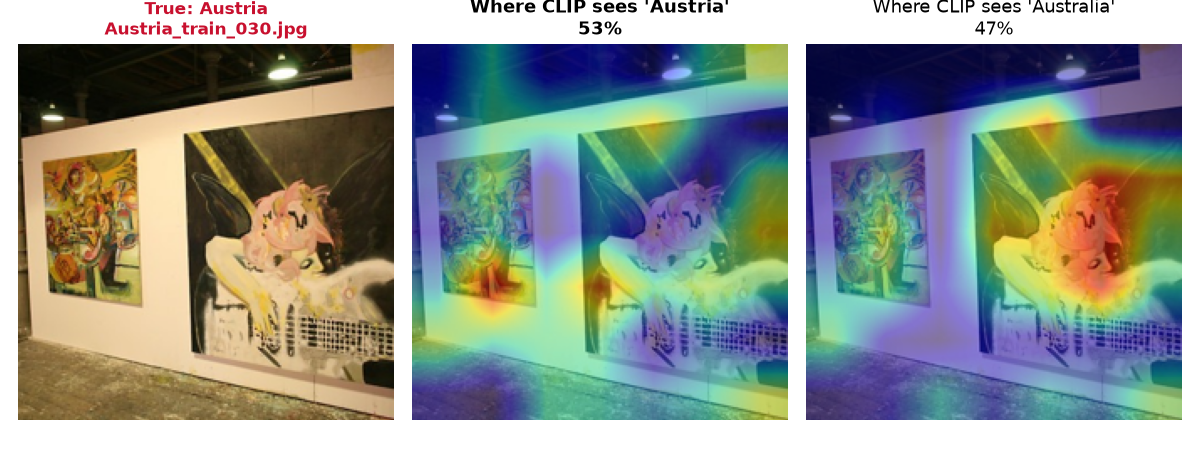 True: Austria
Austria_train_030.jpg
Where CLIP sees 'Austria'
53%
Where CLIP sees 'Australia'
47%